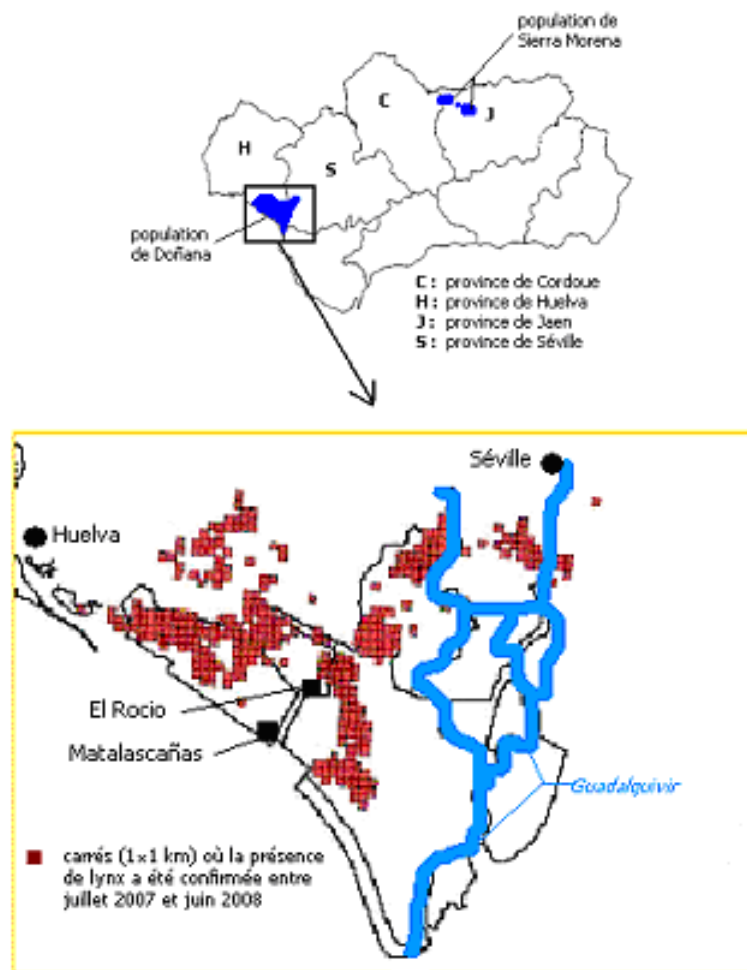 population de
Sierra Morena
C
J
H
S
population
de Doñana
C : province de Cordoue
H : province de Huelva
J : province de Jaen
S : province de Séville
Séville
Huelva
El Rocio
Matalascañas
Guadalquivir
carrés (1×1 km) où la présence
de lynx a été confirmée entre
juillet 2007 et juin 2008